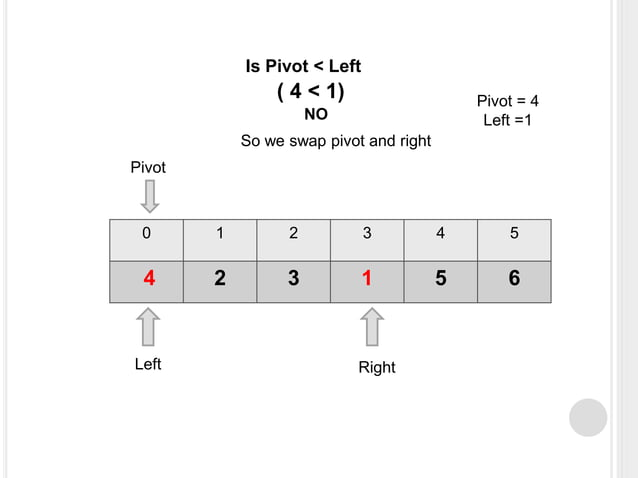 Is Pivot < Left
( 4 < 1)
NO
So we swap pivot and right
Pivot = 4
Left =1
Pivot
0 1 2 3 4 5
4 2 3 1 5 6
Left
Right